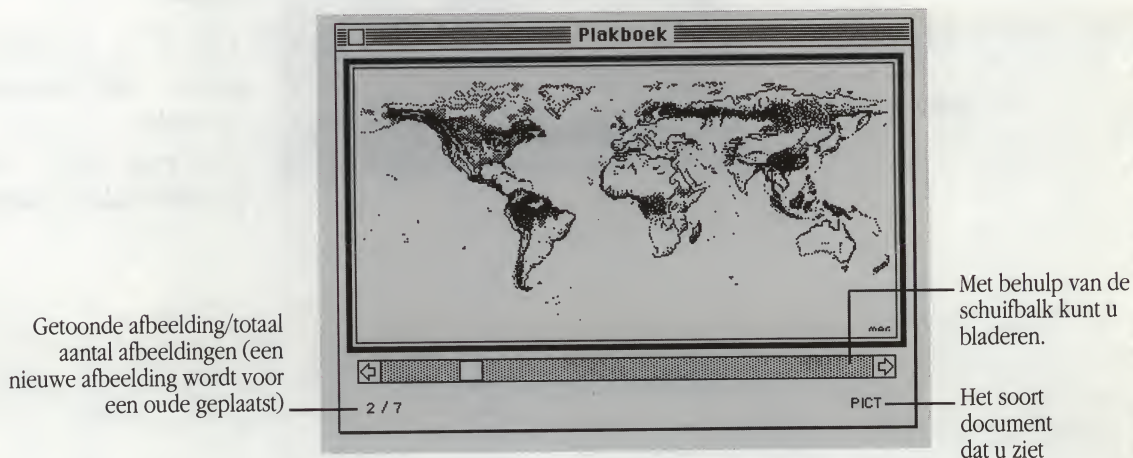 Plakboek
mac
Getoonde afbeelding/totaal
aantal afbeeldingen (een
nieuwe afbeelding wordt voor
een oude geplaatst)
2 / 7
PICT
Met behulp van de
schuifbalk kunt u
bladeren.
Het soort
document
dat u ziet